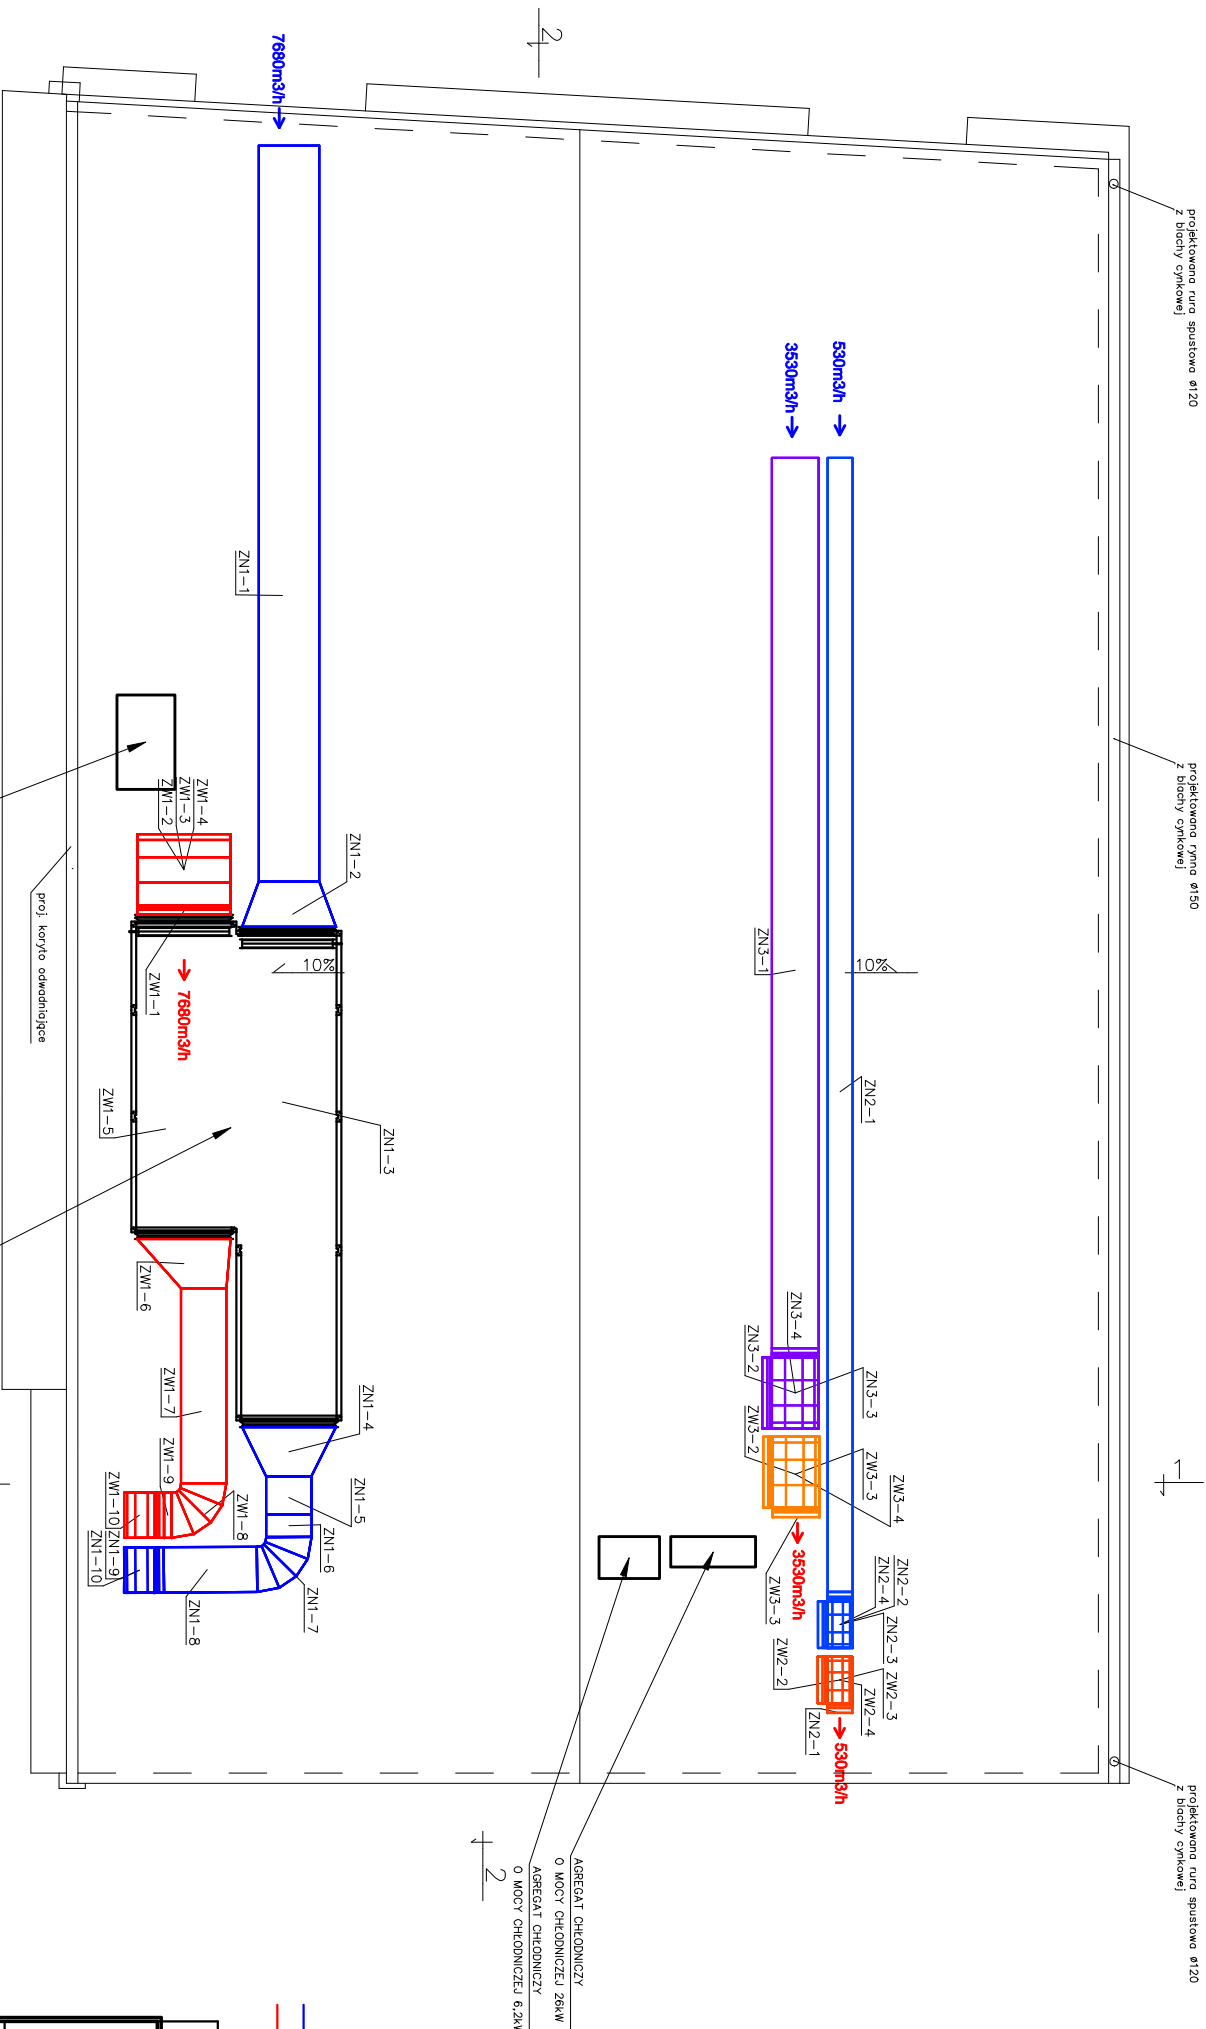 2
7680m3/h
projektowana rura spustowa ø120
z blachy cynkowej
530m3/h
3530m3/h
projektowana rynna ø150
z blachy cynkowej
ZN1-1
ZW1-4
ZW1-3
ZW1-2
ZN1-2
proj. koryto odwadniające
10%
10%
ZN3-1
ZW1-1
7680m3/h
ZN2-1
ZW1-5
ZN1-3
ZW1-6
ZN3-4
ZN3-2
ZN3-3
ZW1-7
ZN1-4
ZW3-2
ZW3-3
ZW3-4
1
ZW1-9
ZW1-10
ZW1-8
ZN1-5
ZN1-6
ZN1-9
ZN1-10
ZN1-7
ZN1-8
3530m3/h
ZW3-3
ZN2-2
ZN2-4
ZN2-3
ZW2-2
ZW2-3
ZW2-4
ZN2-1
530m3/h
projektowana rura spustowa ø120
z blachy cynkowej
2
AGREGAT CHŁODNICZY
O MOCY CHŁODNICZEJ 26kW
AGREGAT CHŁODNICZY
O MOCY CHŁODNICZEJ 6,2kW